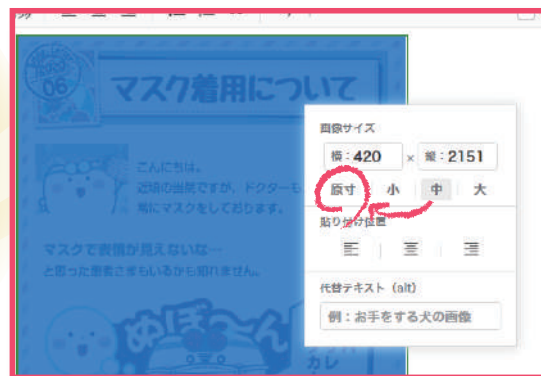 06
マスク着用について
こんにちは。
近頃の当院ですが、ドクターも
常にマスクをしております。
マスクで表情が見えないな…
と思った患者さまもいるかも知れません。
ぬぼ〜ん
カレ
画像サイズ
横：420 × 縦：2151
原寸 小 中 大
貼り付け位置
代替テキスト (alt)
例：お手をする犬の画像